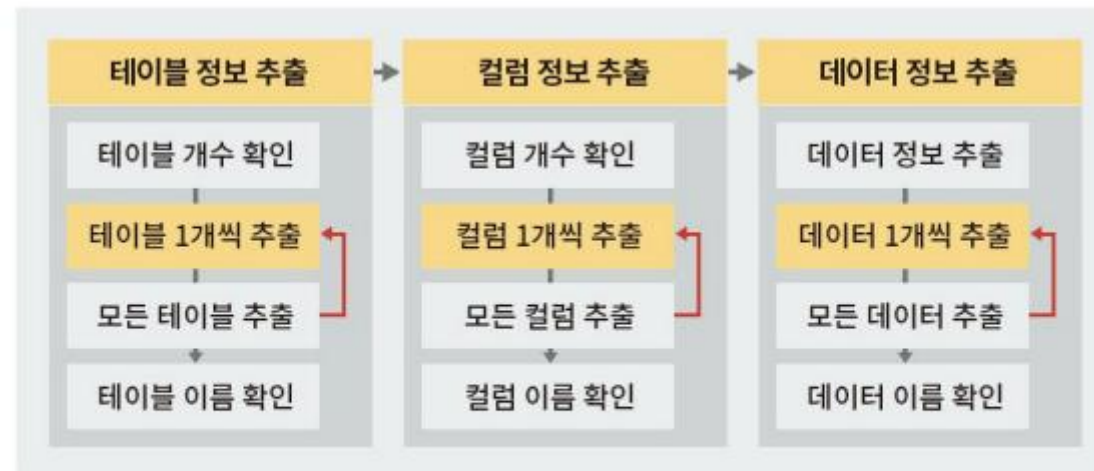 테이블 정보 추출
테이블 개수 확인
테이블 1개씩 추출
모든 테이블 추출
테이블 이름 확인
컬럼 정보 추출
컬럼 개수 확인
컬럼 1개씩 추출
모든 컬럼 추출
컬럼 이름 확인
데이터 정보 추출
데이터 정보 추출
데이터 1개씩 추출
모든 데이터 추출
데이터 이름 확인